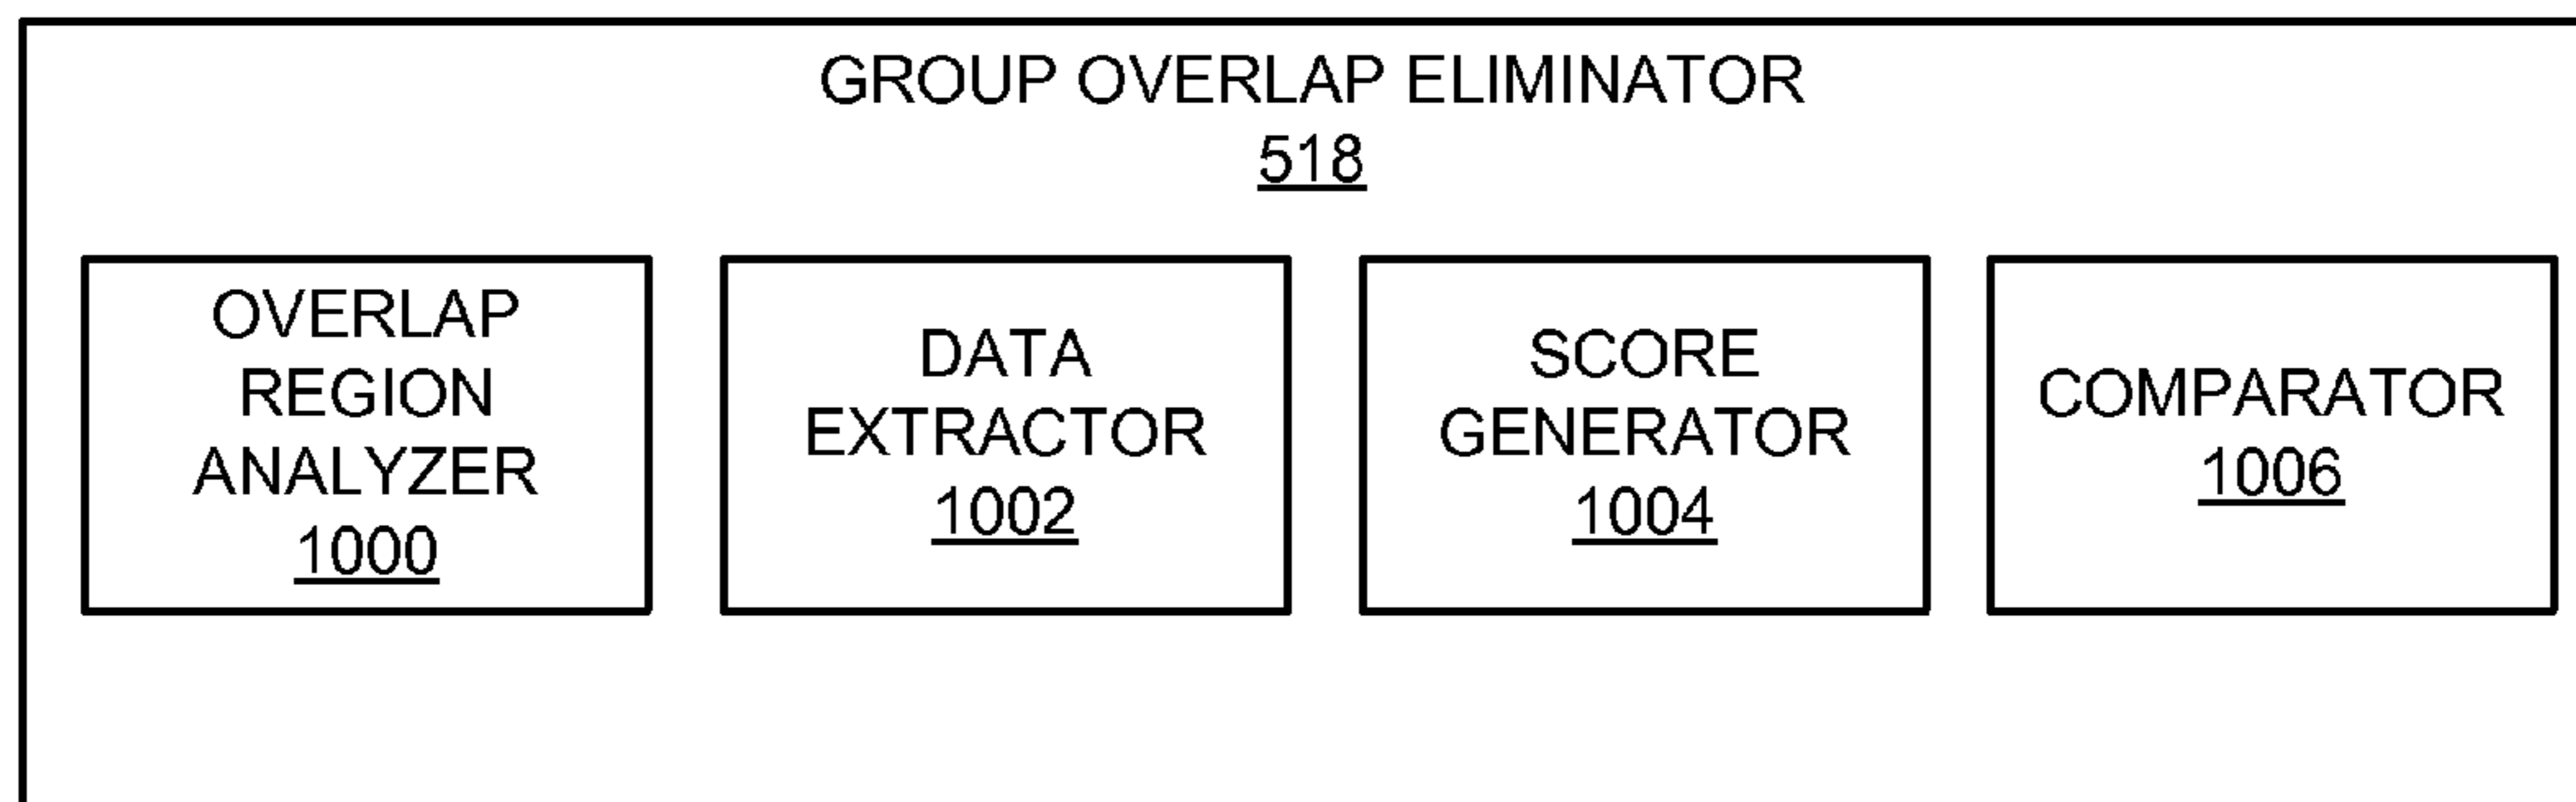 GROUP OVERLAP ELIMINATOR
518
OVERLAP
REGION
ANALYZER
1000
DATA
EXTRACTOR
1002
SCORE
GENERATOR
1004
COMPARATOR
1006